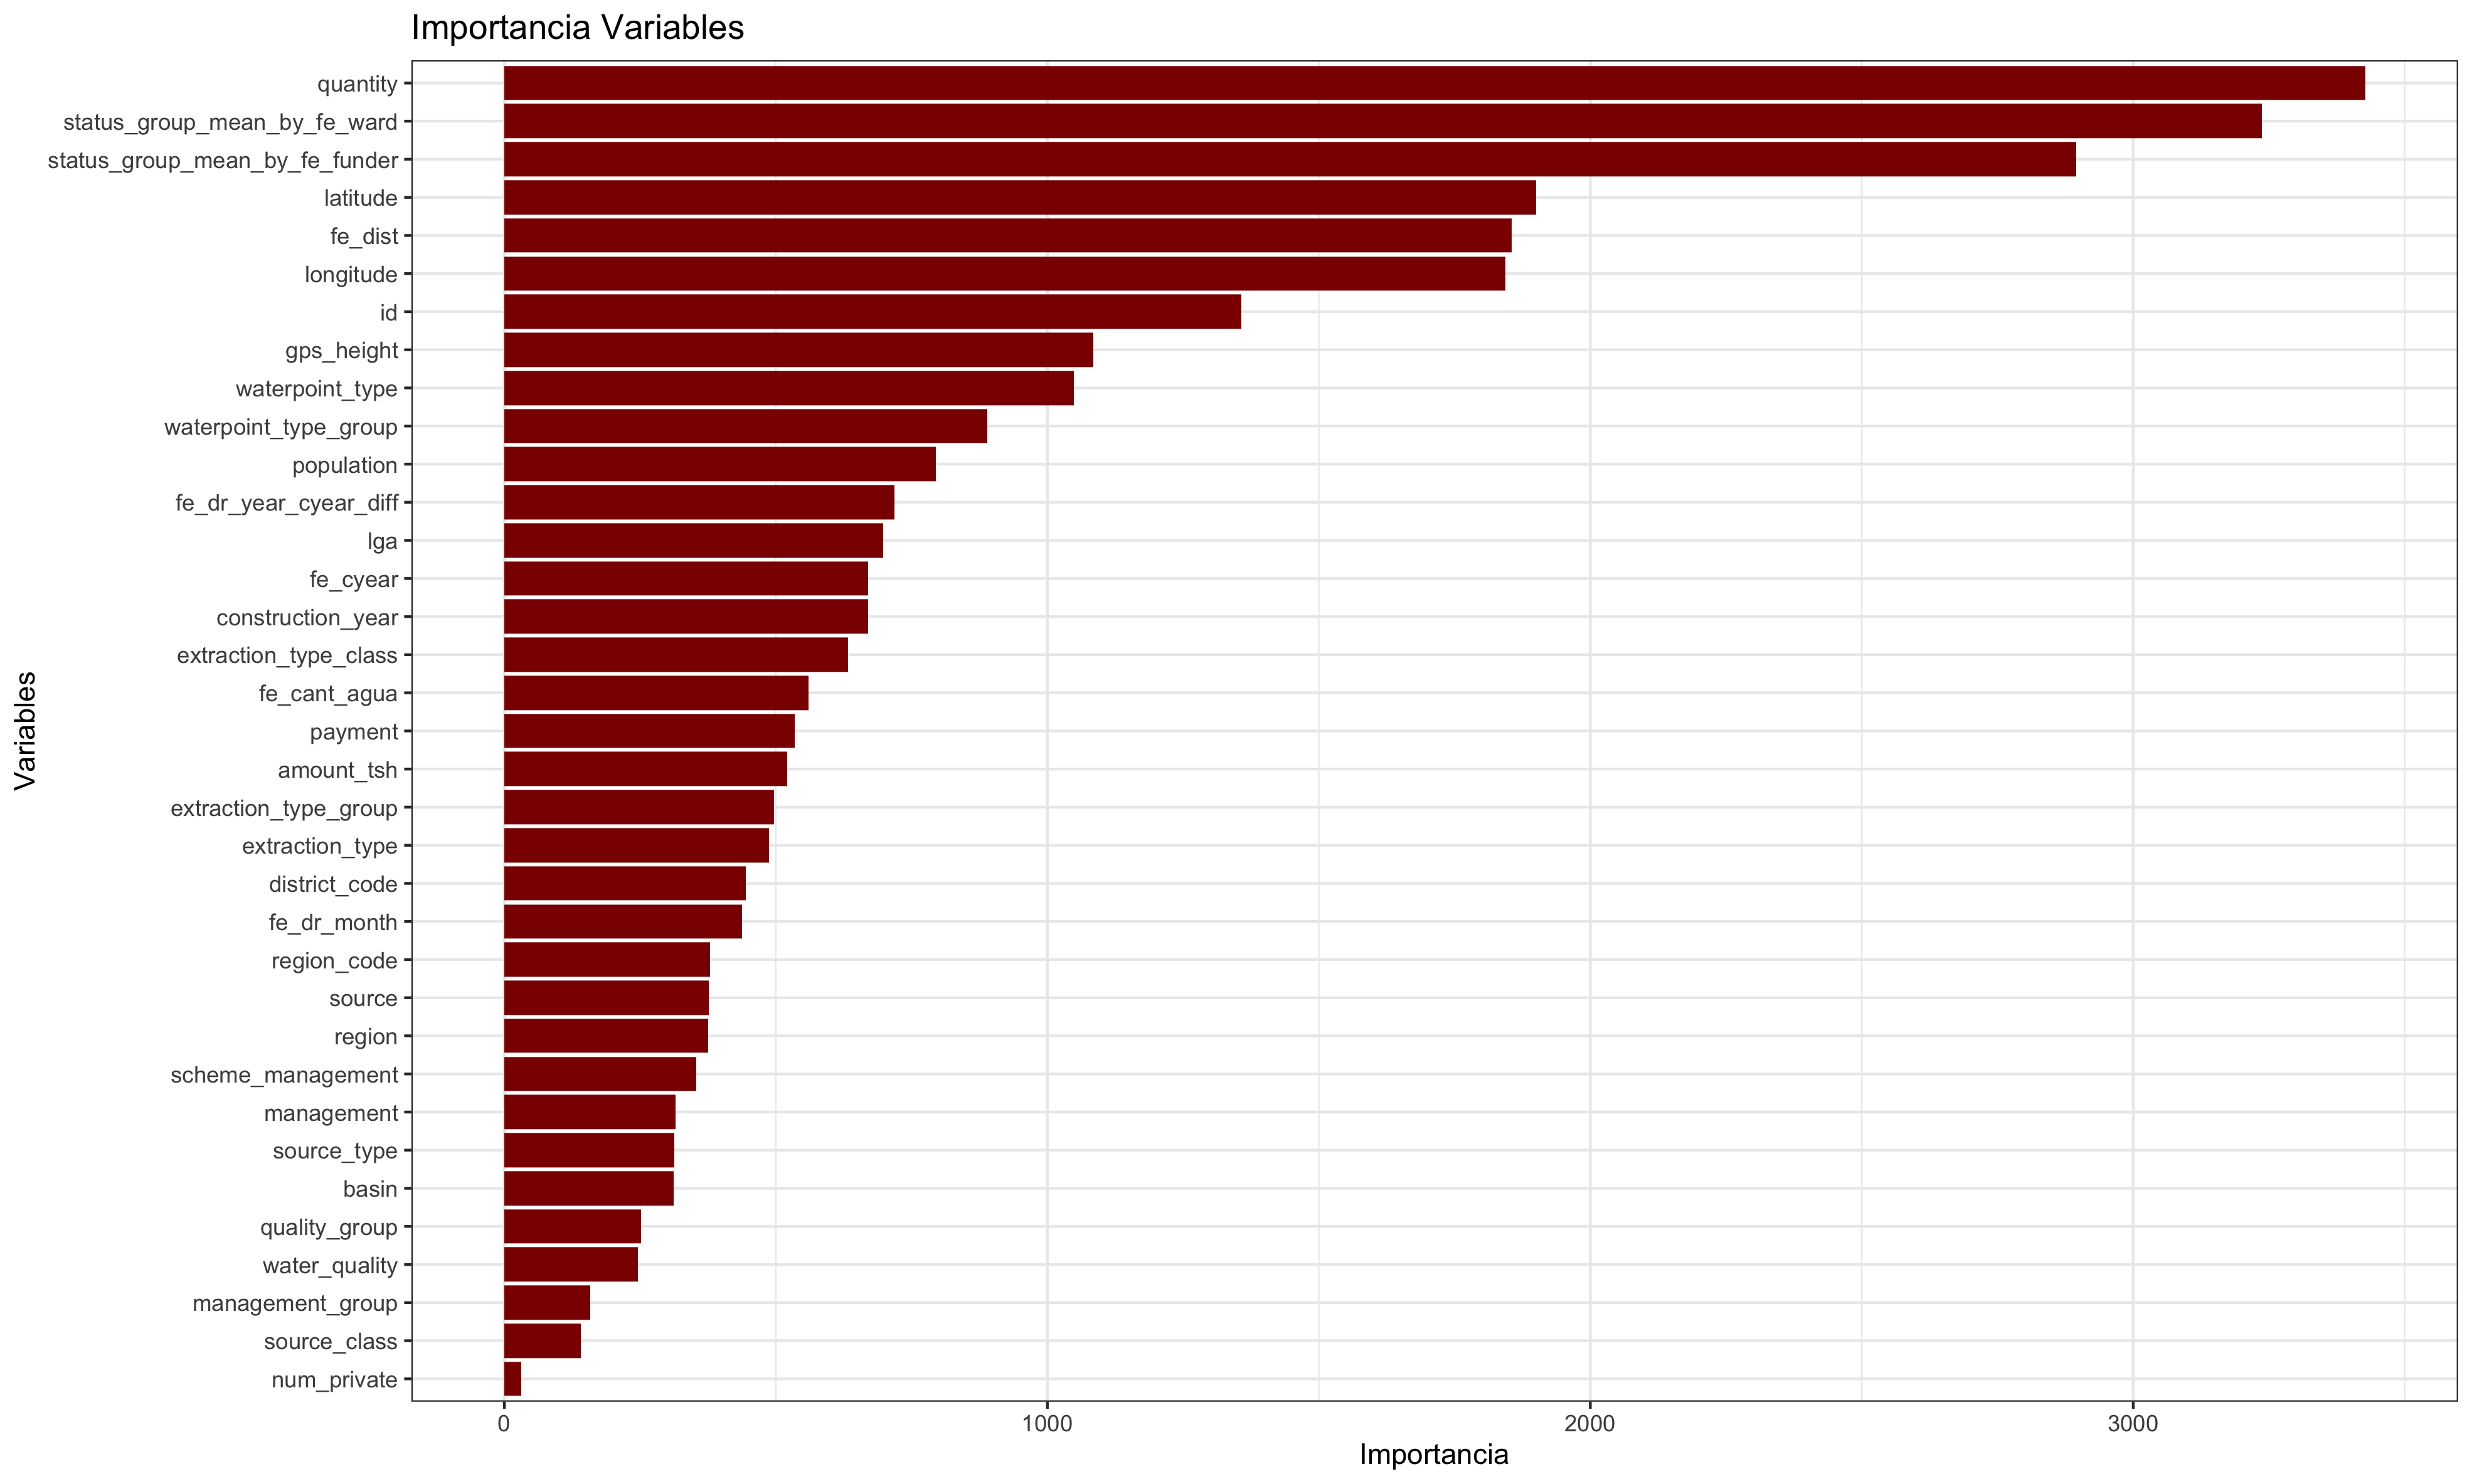 Importancia Variables
quantity
status_group_mean_by_fe_ward
status_group_mean_by_fe_funder
latitude
fe_dist
longitude
id
gps_height
waterpoint_type
waterpoint_type_group
population
fe_dr_year_cyear_diff
lga
fe_cyear
construction_year
extraction_type_class
fe_cant_agua
payment
amount_tsh
extraction_type_group
extraction_type
district_code
fe_dr_month
region_code
source
region
scheme_management
management
source_type
basin
quality_group
water_quality
management_group
source_class
num_private
Variables
0 1000 2000 3000
Importancia